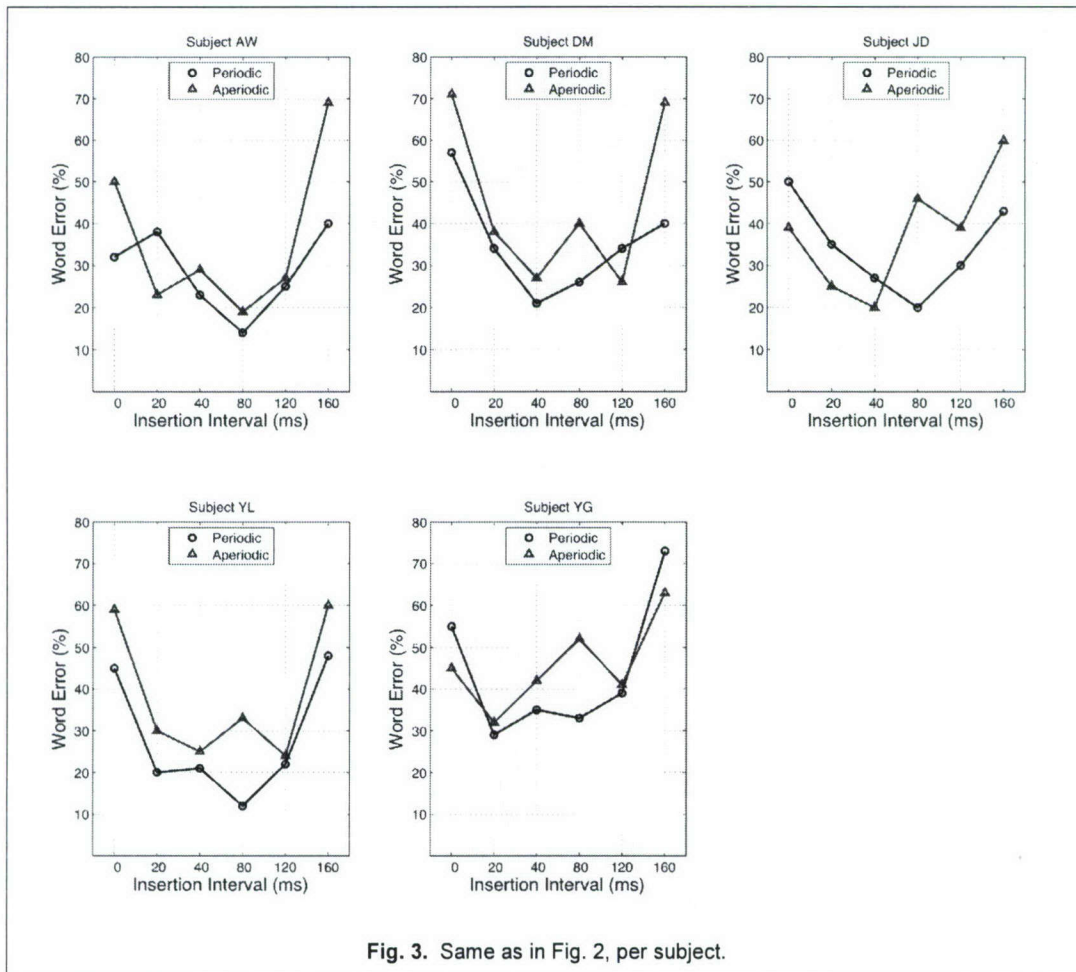 Subject AW
80
70
60
50
40
30
20
10
Word Error (%)
Periodic
Aperiodic
0 20 40 80 120 160
Insertion Interval (ms)
Subject DM
80
70
60
50
40
30
20
10
Word Error (%)
Periodic
Aperiodic
0 20 40 80 120 160
Insertion Interval (ms)
Subject JD
80
70
60
50
40
30
20
10
Word Error (%)
Periodic
Aperiodic
0 20 40 80 120 160
Insertion Interval (ms)
Subject YL
80
70
60
50
40
30
20
10
Word Error (%)
Periodic
Aperiodic
0 20 40 80 120 160
Insertion Interval (ms)
Subject YG
80
70
60
50
40
30
20
10
Word Error (%)
Periodic
Aperiodic
0 20 40 80 120 160
Insertion Interval (ms)
Fig. 3. Same as in Fig. 2, per subject.